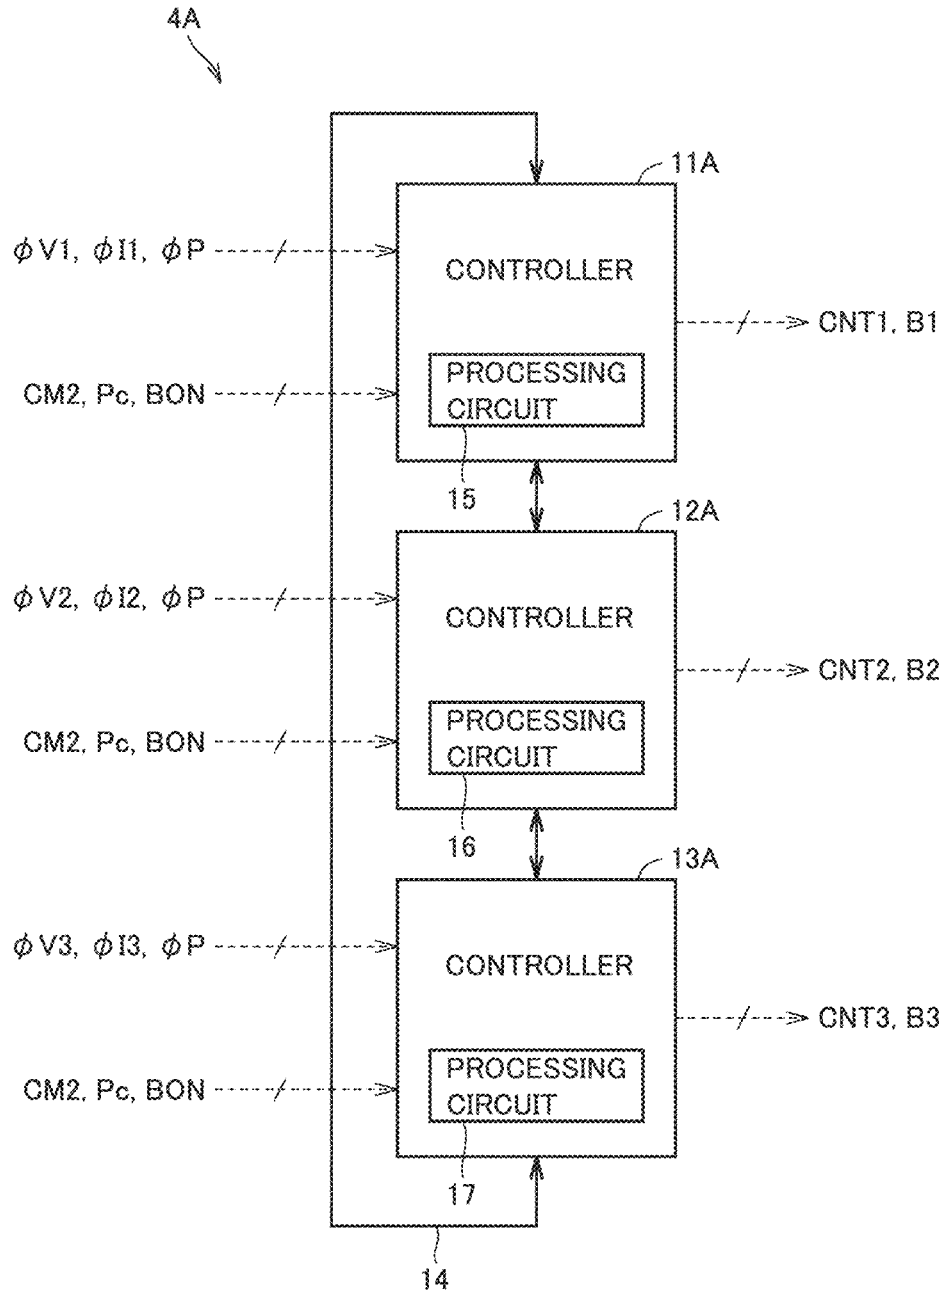 4A
11A
ϕV1, ϕI1, ϕP
CONTROLLER
CNT1, B1
CM2, Pc, BON
PROCESSING
CIRCUIT
15
12A
ϕV2, ϕI2, ϕP
CONTROLLER
CNT2, B2
CM2, Pc, BON
PROCESSING
CIRCUIT
16
13A
ϕV3, ϕI3, ϕP
CONTROLLER
CNT3, B3
CM2, Pc, BON
PROCESSING
CIRCUIT
17
14